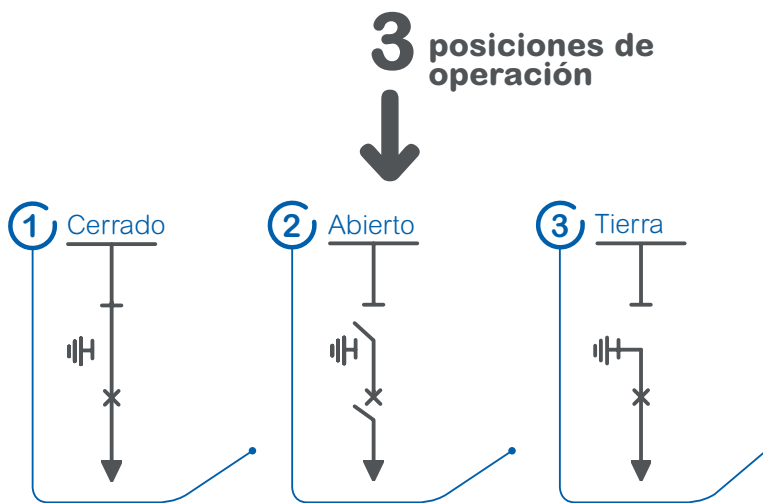 3 posiciones de
operación
1 Cerrado
2 Abierto
3 Tierra